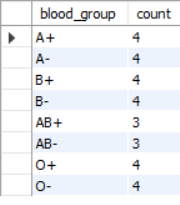 blood_group count
A+ 4
A- 4
B+ 4
B- 4
AB+ 3
AB- 3
O+ 4
O- 4